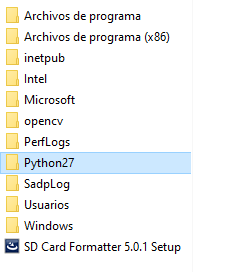 Archivos de programa
Archivos de programa (x86)
inetpub
Intel
Microsoft
opencv
PerfLogs
Python27
SadpLog
Usuarios
Windows
SD Card Formatter 5.0.1 Setup